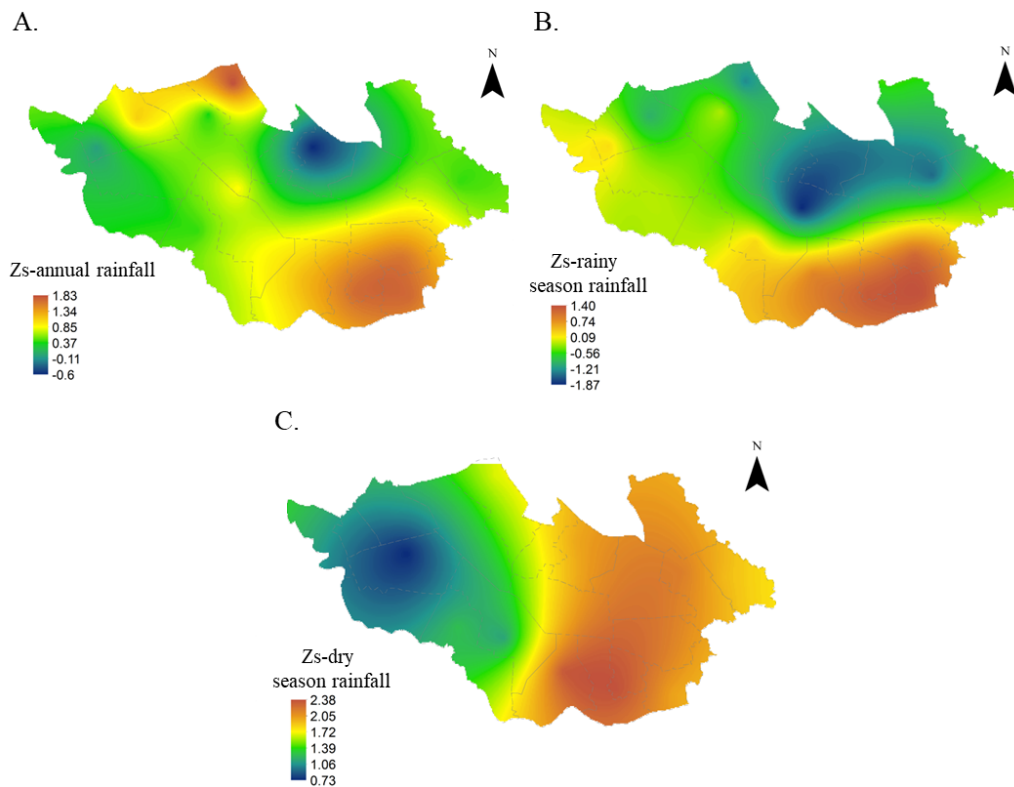 A.
N
Zs-annual rainfall
1.83
1.34
0.85
0.37
-0.11
-0.6
B.
N
Zs-rainy
season rainfall
1.40
0.74
0.09
-0.56
-1.21
-1.87
C.
N
Zs-dry
season rainfall
2.38
2.05
1.72
1.39
1.06
0.73